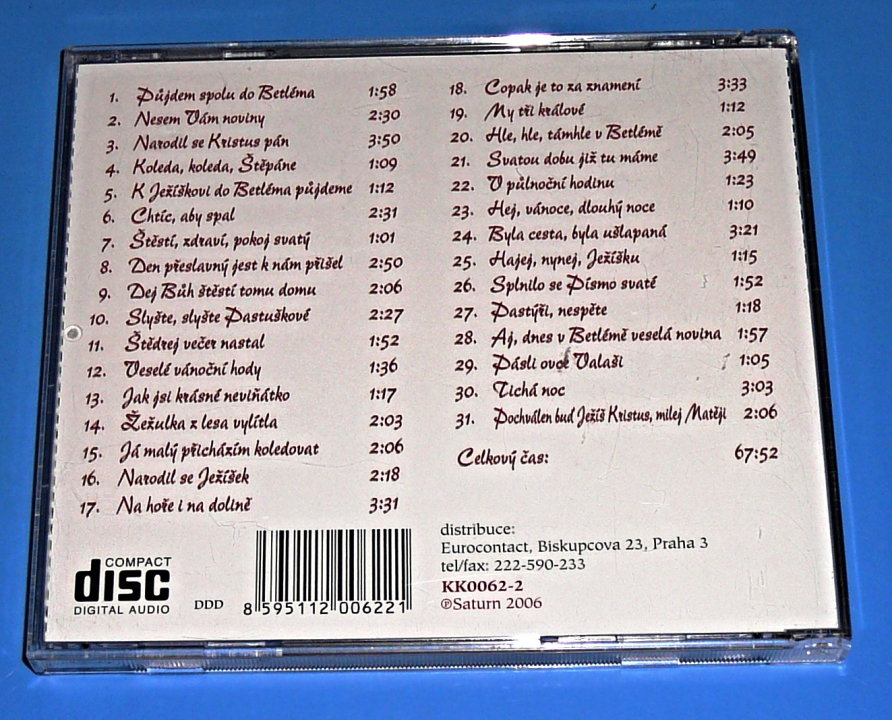 1. Půjdem spolu do Betléma 1:58
2. Nesem Vám noviny 2:30
3. Narodil se Kristus pán 3:50
4. Koleda, koleda, Štěpáne 1:09
5. K Ježíškovi do Betléma půjdeme 1:12
6. Chtíc, aby spal 2:31
7. Štěstí, zdraví, pokoj svatý 1:01
8. Den přeslavný jest k nám přišel 2:50
9. Dej Bůh štěstí tomu domu 2:06
10. Slyšte, slyšte Pastuškové 2:27
11. Štědrej večer nastal 1:52
12. Veselé vánoční hody 1:36
13. Jak jsi krásné neviňátko 1:17
14. Žežulka z lesa vylítla 2:03
15. Já malý přicházím koledovat 2:06
16. Narodil se Ježíšek 2:18
17. Na hoře i na dolině 3:31
18. Copak je to za znamení 3:33
19. My tři králové 1:12
20. Hle, hle, támhle v Betlémě 2:05
21. Svatou dobu již tu máme 3:49
22. O půlnoční hodinu 1:23
23. Hej, vánoce, dlouhý noce 1:10
24. Byla cesta, byla ušlapaná 3:21
25. Hajej, nynej, Ježíšku 1:15
26. Splnilo se Písmo svaté 1:52
27. Pastýři, nespěte 1:18
28. Aj, dnes v Betlémě veselá novina 1:57
29. Pásli ovce Valaši 1:05
30. Tichá noc 3:03
31. Pochválen buď Ježíš Kristus, milej Matěji 2:06
Celkový čas: 67:52
COMPACT
disc
DIGITAL AUDIO
DDD
8 595112 006221
distribuce:
Eurocontact, Biskupcova 23, Praha 3
tel/fax: 222-590-233
KK0062-2
℗Saturn 2006